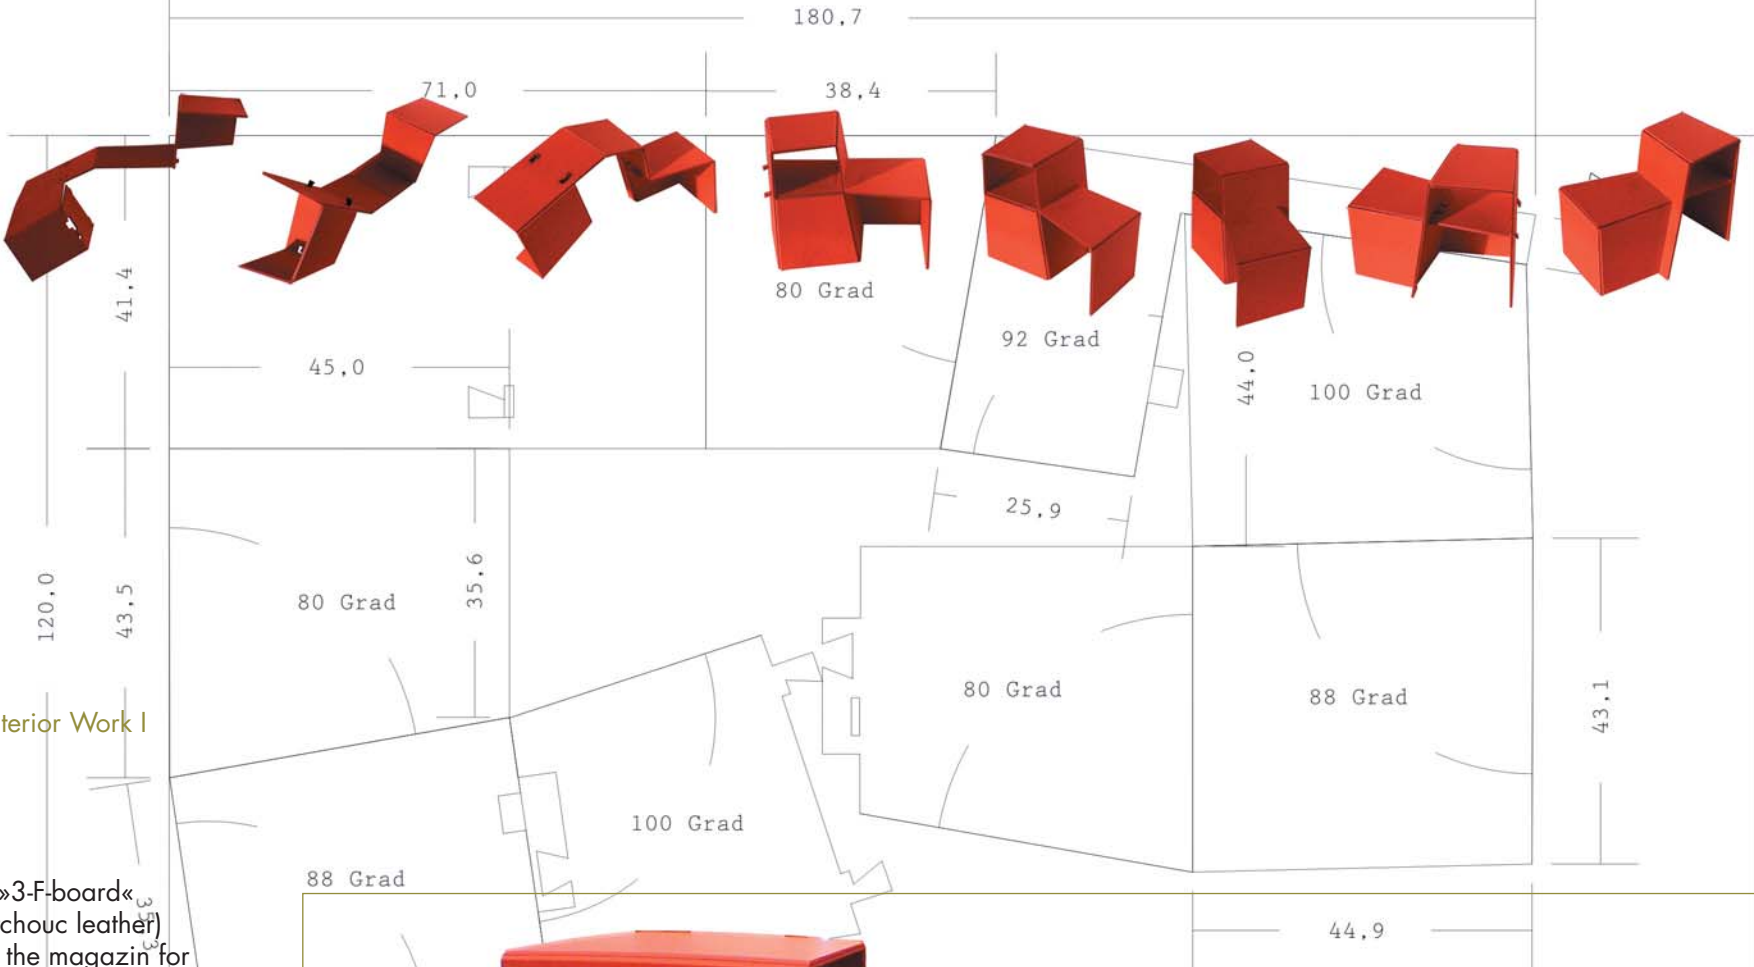 180,7
71,0
38,4
41,4
80 Grad
92 Grad
45,0
44,0
100 Grad
25,9
120,0
43,5
80 Grad
35,6
80 Grad
88 Grad
43,1
terior Work I
100 Grad
88 Grad
»3-F-board«
35,3
chouc leather)
44,9
the magazin for